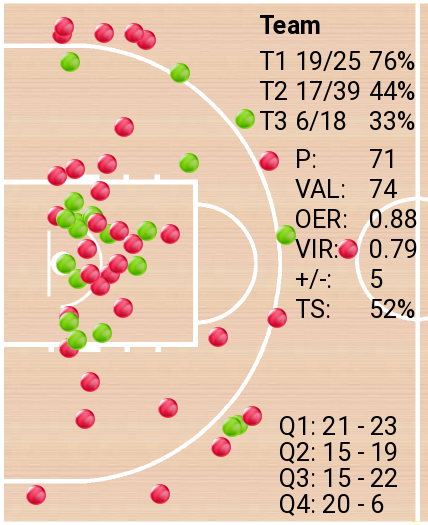 Team
T1 19/25 76%
T2 17/39 44%
T3 6/18 33%
P: 71
VAL: 74
OER: 0.88
VIR: 0.79
+/-: 5
TS: 52%
Q1: 21 - 23
Q2: 15 - 19
Q3: 15 - 22
Q4: 20 - 6